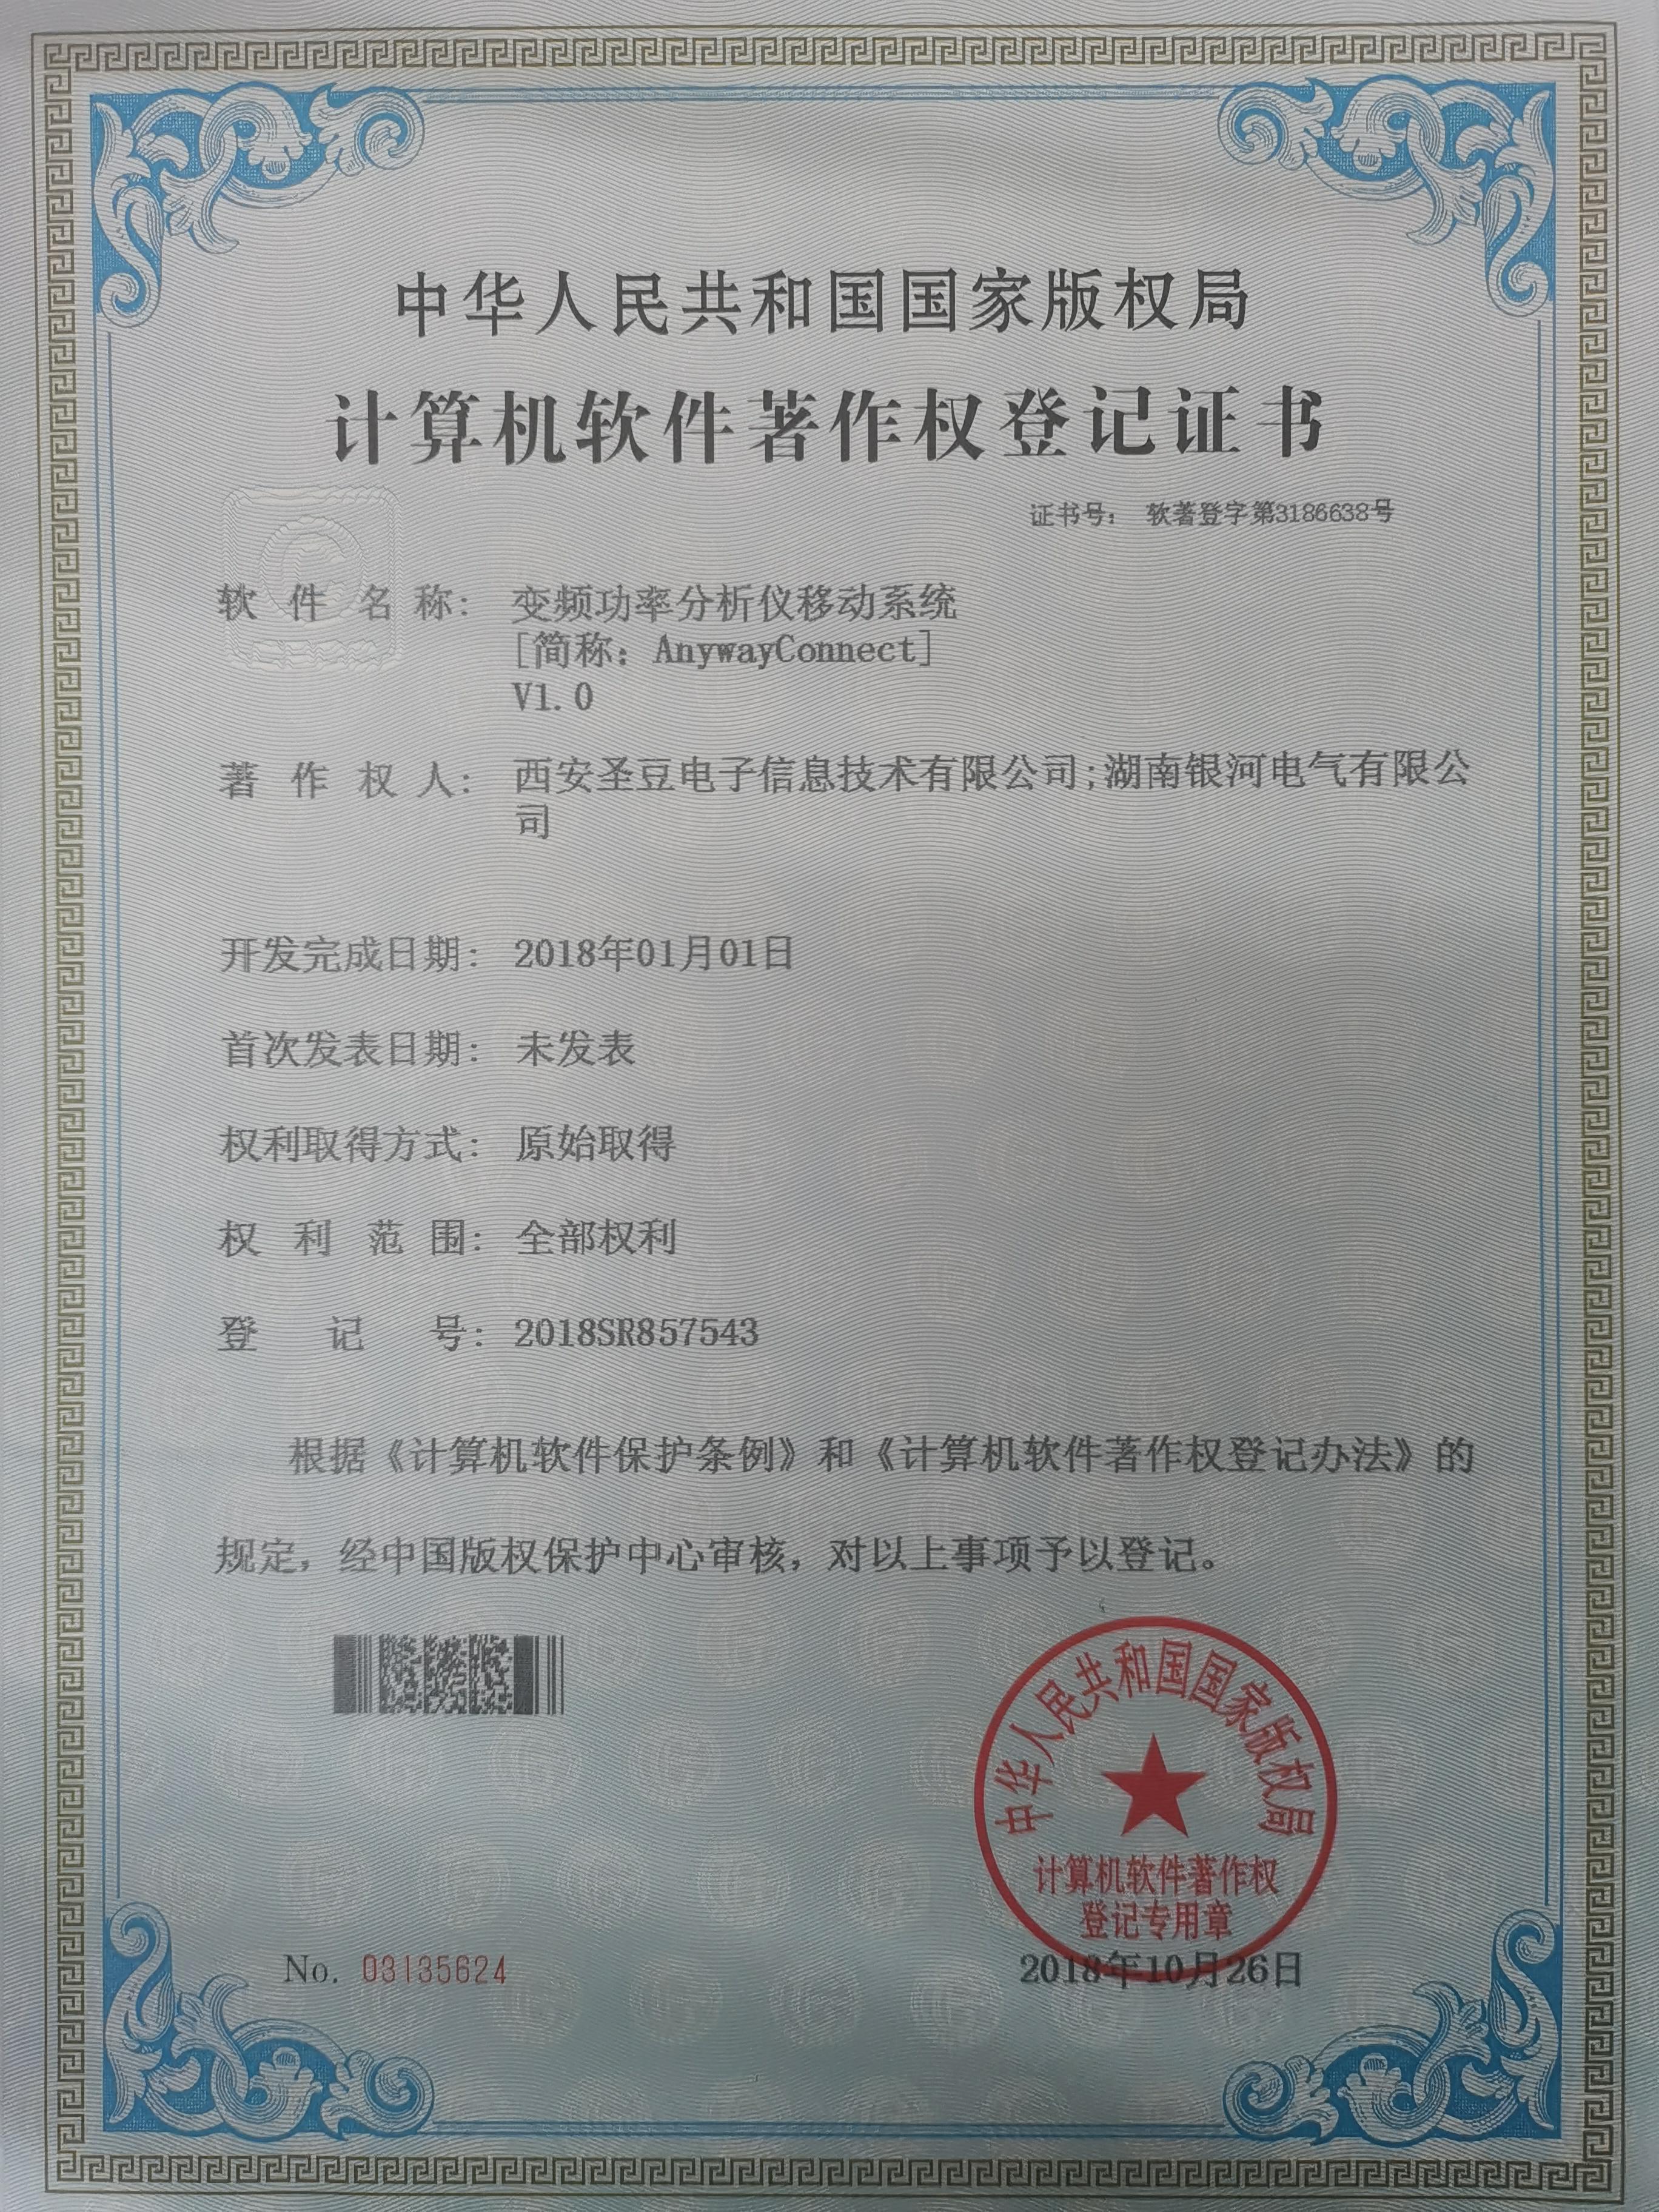 中华人民共和国国家版权局
计算机软件著作权登记证书
证书号： 软著登字第3186638号
软件名称： 变频功率分析仪移动系统
[简称：AnywayConnect]
V1.0
著作权人： 西安圣豆电子信息技术有限公司;湖南银河电气有限公
司
开发完成日期： 2018年01月01日
首次发表日期： 未发表
权利取得方式： 原始取得
权利范围： 全部权利
登记号： 2018SR857543
根据《计算机软件保护条例》和《计算机软件著作权登记办法》的
规定，经中国版权保护中心审核，对以上事项予以登记。
中华人民共和国国家版权局
计算机软件著作权
登记专用章
No. 03135624
2018年10月26日